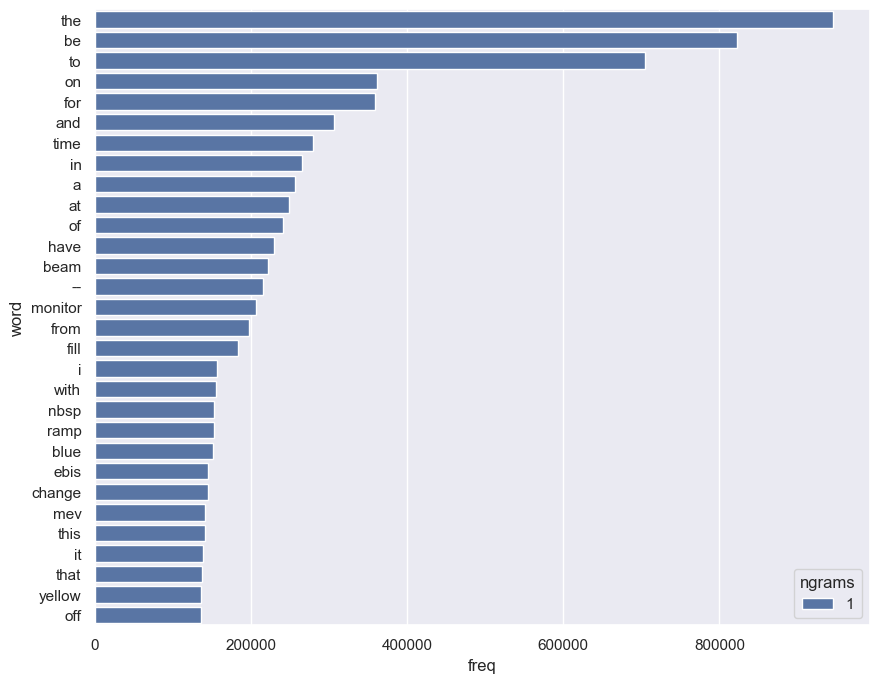 the
be
to
on
for
and
time
in
a
at
of
have
beam
--
monitor
from
fill
i
with
nbsp
ramp
blue
ebis
change
mev
this
it
that
yellow
off
word
0 200000 400000 600000 800000
freq
ngrams
1